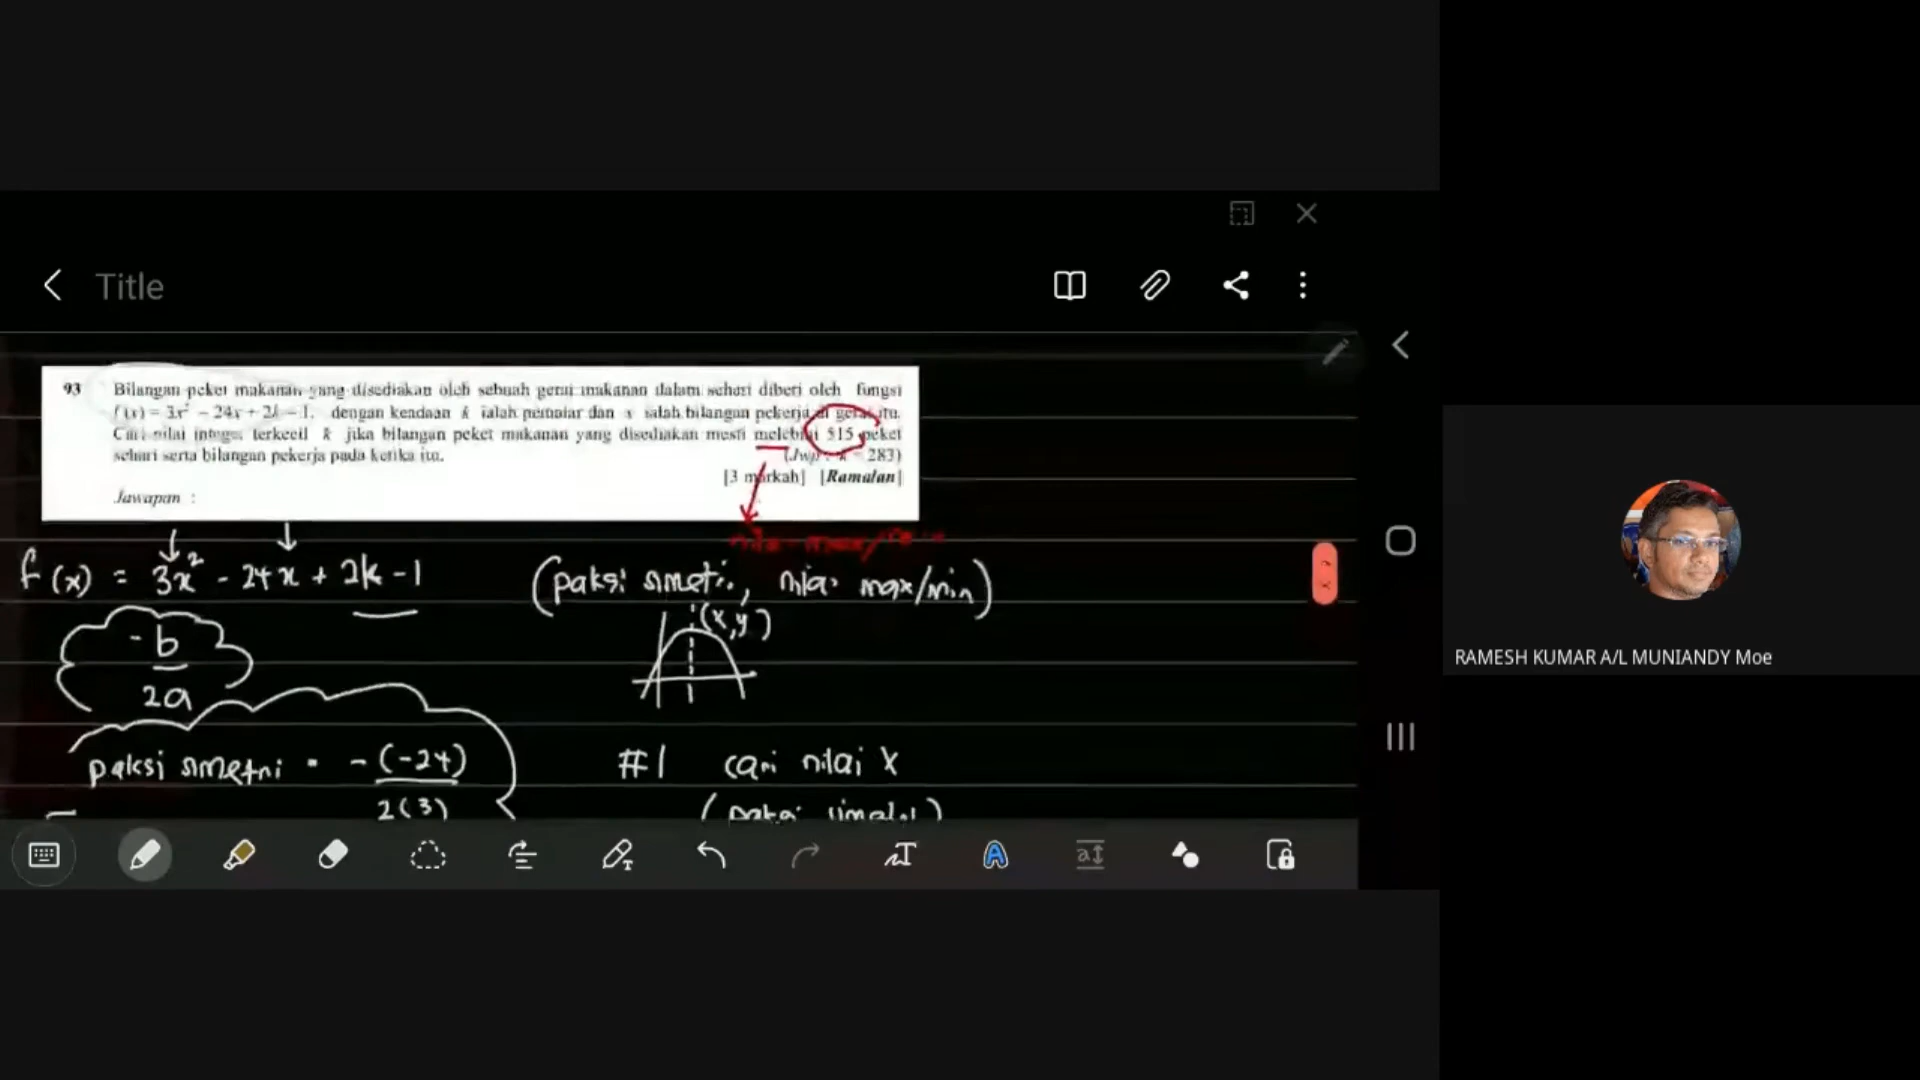 Title
93 Bilangan peket makanan yang disediakan oleh sebuah gerai makanan dalam sehari diberi oleh fungsi
f(x) = 3x² − 24x + 2k − 1, dengan keadaan k ialah pemalar dan x ialah bilangan pekerja di gerai itu.
Cari nilai integer terkecil k jika bilangan peket makanan yang disediakan mesti melebihi 515 peket
sehari serta bilangan pekerja pada ketika itu.
(Jwp : k = 283)
[3 markah] [Ramalan]
Jawapan :
f(x) = 3x² - 24x + 2k - 1
(paksi simetri, nilai max/min)
(x,y)
-b
2a
paksi simetri = -(-24)
2(3)
#1 cari nilai x
RAMESH KUMAR A/L MUNIANDY Moe